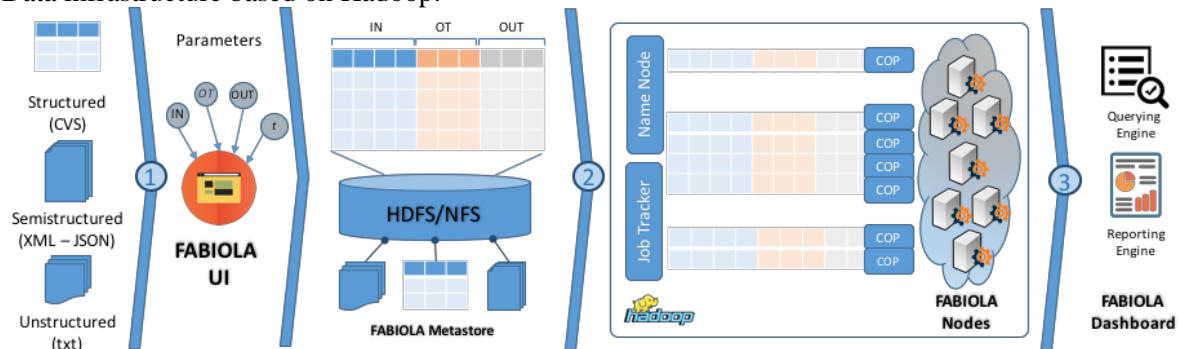 Data infrastructure based on Hadoop.
Structured
(CVS)
Semistructured
(XML – JSON)
Unstructured
(txt)
1
Parameters
IN
OT
OUT
t
FABIOLA
UI
IN
OT
OUT
HDFS/NFS
FABIOLA Metastore
2
Name Node
Job Tracker
COP
COP
COP
COP
COP
COP
COP
hadoop
FABIOLA
Nodes
3
Querying
Engine
Reporting
Engine
FABIOLA
Dashboard